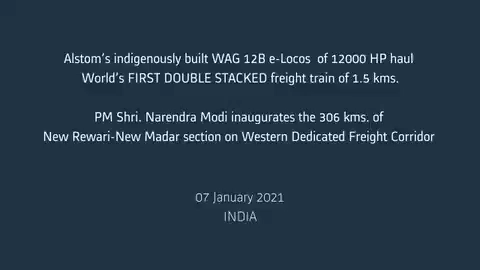 Alstom's indigenously built WAG 12B e-Locos of 12000 HP haul
World's FIRST DOUBLE STACKED freight train of 1.5 kms.
PM Shri. Narendra Modi inaugurates the 306 kms. of
New Rewari-New Madar section on Western Dedicated Freight Corridor
07 January 2021
INDiA